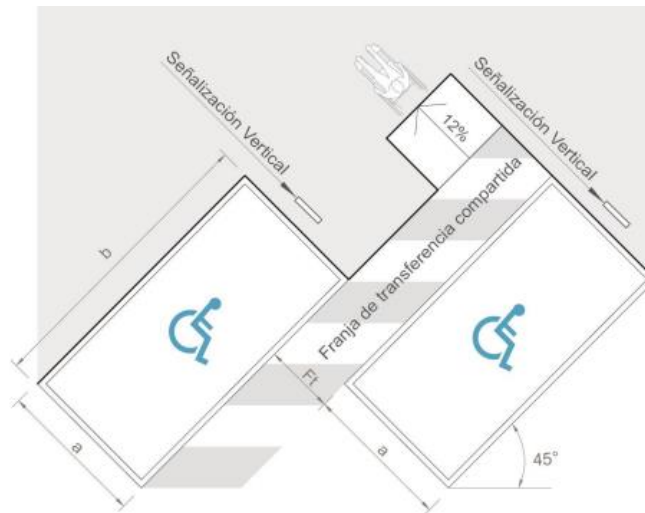 Señalización Vertical
Señalización Vertical
12%
Franja de transferencia compartida
b
Ft
a
a
45°